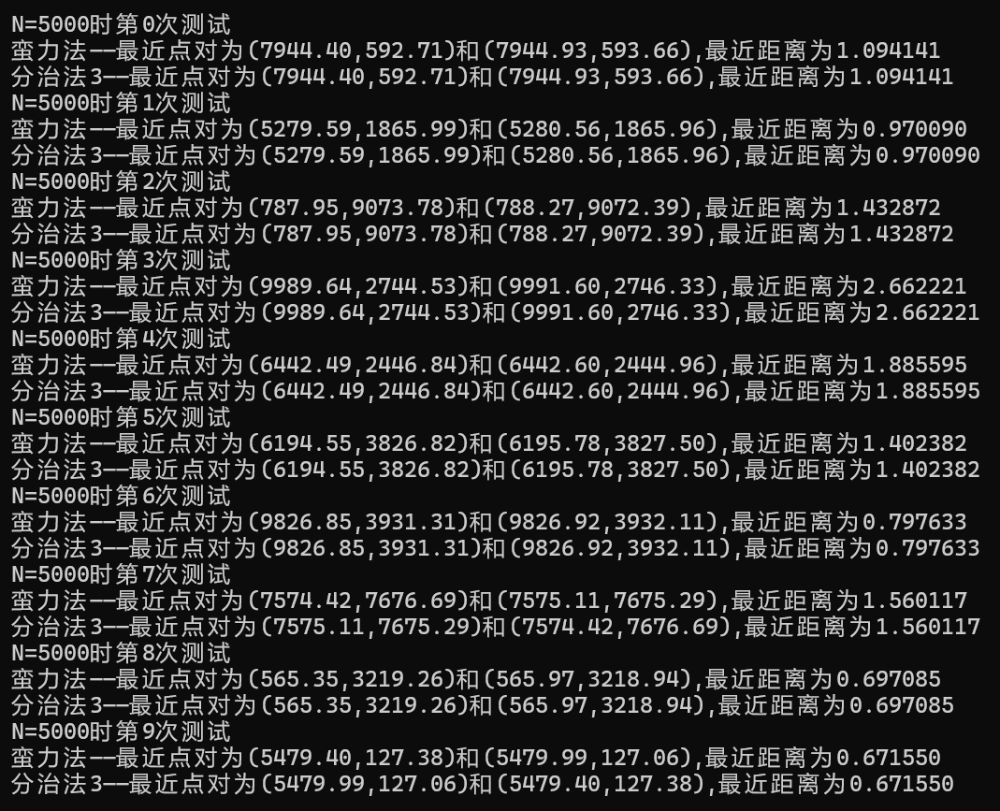 N=5000时第0次测试
蛮力法——最近点对为(7944.40,592.71)和(7944.93,593.66),最近距离为1.094141
分治法3——最近点对为(7944.40,592.71)和(7944.93,593.66),最近距离为1.094141
N=5000时第1次测试
蛮力法——最近点对为(5279.59,1865.99)和(5280.56,1865.96),最近距离为0.970090
分治法3——最近点对为(5279.59,1865.99)和(5280.56,1865.96),最近距离为0.970090
N=5000时第2次测试
蛮力法——最近点对为(787.95,9073.78)和(788.27,9072.39),最近距离为1.432872
分治法3——最近点对为(787.95,9073.78)和(788.27,9072.39),最近距离为1.432872
N=5000时第3次测试
蛮力法——最近点对为(9989.64,2744.53)和(9991.60,2746.33),最近距离为2.662221
分治法3——最近点对为(9989.64,2744.53)和(9991.60,2746.33),最近距离为2.662221
N=5000时第4次测试
蛮力法——最近点对为(6442.49,2446.84)和(6442.60,2444.96),最近距离为1.885595
分治法3——最近点对为(6442.49,2446.84)和(6442.60,2444.96),最近距离为1.885595
N=5000时第5次测试
蛮力法——最近点对为(6194.55,3826.82)和(6195.78,3827.50),最近距离为1.402382
分治法3——最近点对为(6194.55,3826.82)和(6195.78,3827.50),最近距离为1.402382
N=5000时第6次测试
蛮力法——最近点对为(9826.85,3931.31)和(9826.92,3932.11),最近距离为0.797633
分治法3——最近点对为(9826.85,3931.31)和(9826.92,3932.11),最近距离为0.797633
N=5000时第7次测试
蛮力法——最近点对为(7574.42,7676.69)和(7575.11,7675.29),最近距离为1.560117
分治法3——最近点对为(7575.11,7675.29)和(7574.42,7676.69),最近距离为1.560117
N=5000时第8次测试
蛮力法——最近点对为(565.35,3219.26)和(565.97,3218.94),最近距离为0.697085
分治法3——最近点对为(565.35,3219.26)和(565.97,3218.94),最近距离为0.697085
N=5000时第9次测试
蛮力法——最近点对为(5479.40,127.38)和(5479.99,127.06),最近距离为0.671550
分治法3——最近点对为(5479.99,127.06)和(5479.40,127.38),最近距离为0.671550